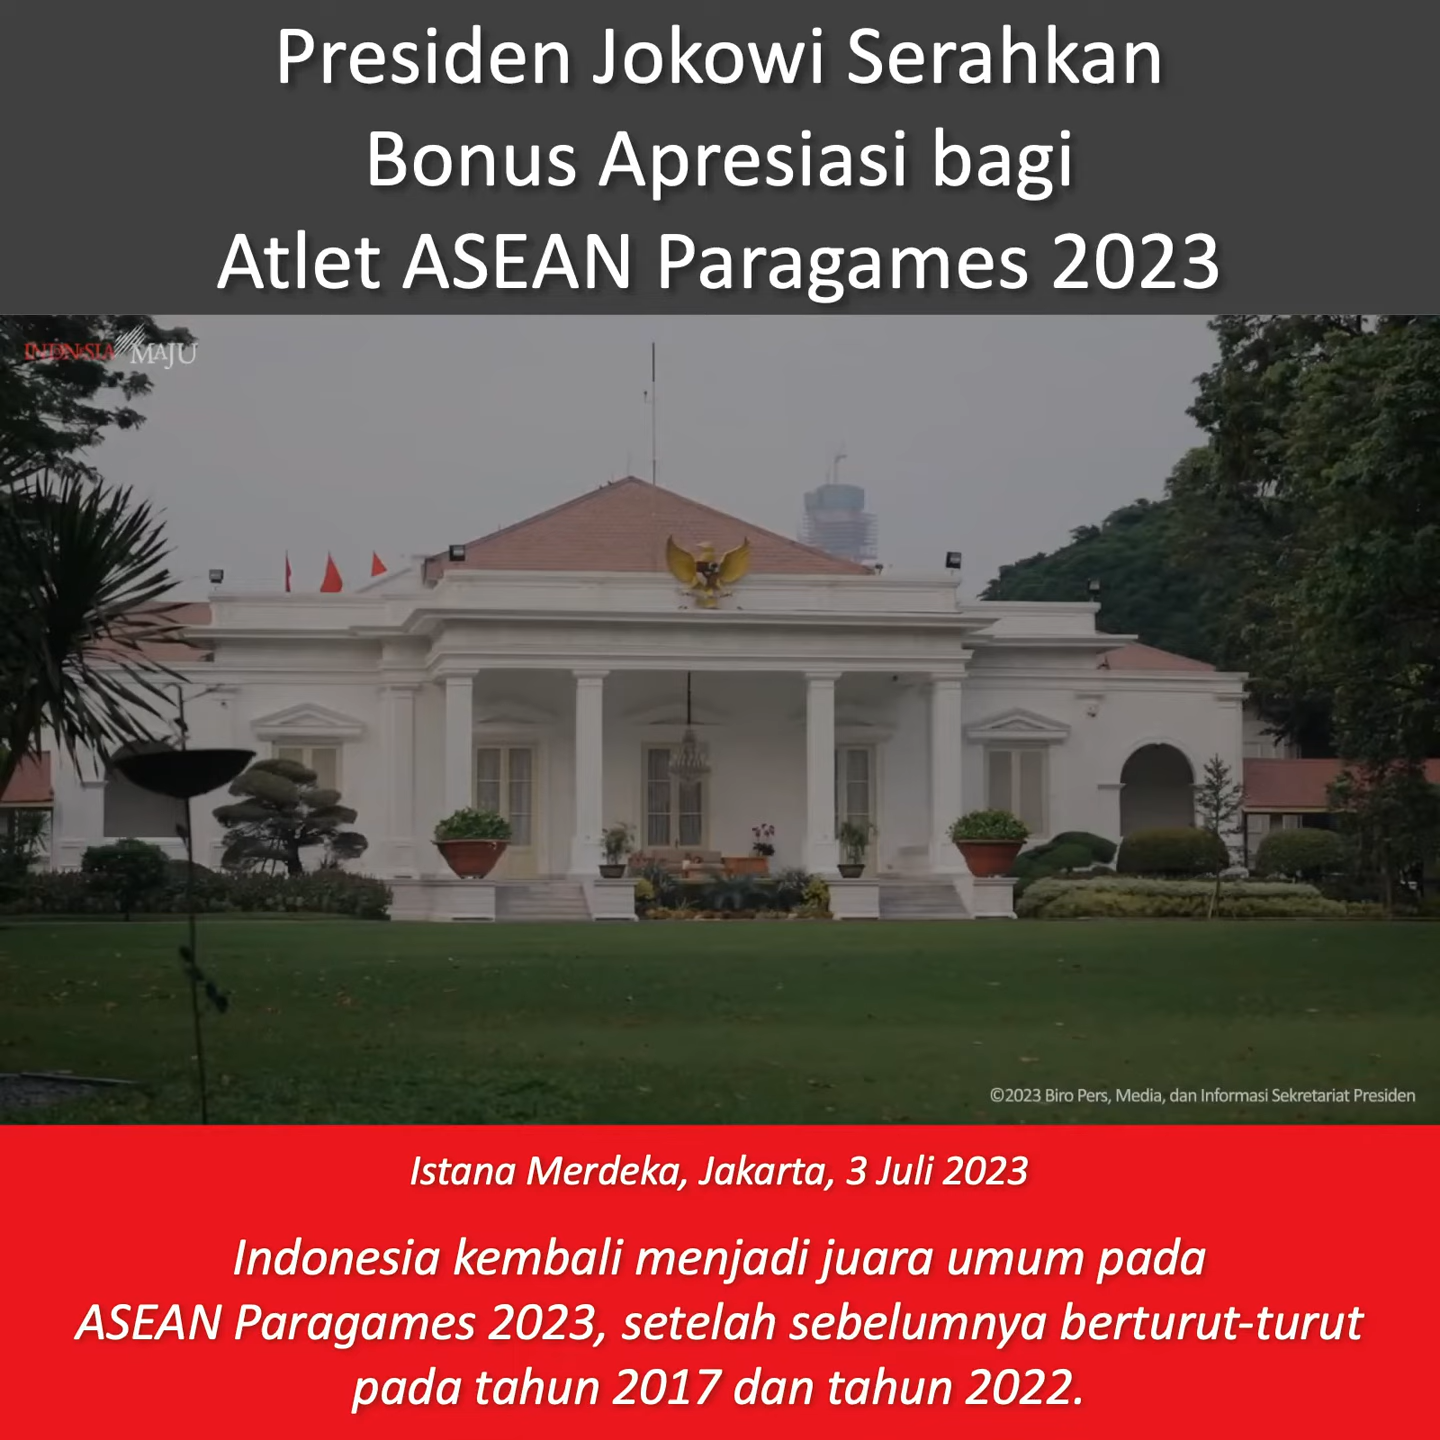 Presiden Jokowi Serahkan
Bonus Apresiasi bagi
Atlet ASEAN Paragames 2023
INDONESIA MAJU
©2023 Biro Pers, Media, dan Informasi Sekretariat Presiden
Istana Merdeka, Jakarta, 3 Juli 2023
Indonesia kembali menjadi juara umum pada
ASEAN Paragames 2023, setelah sebelumnya berturut-turut
pada tahun 2017 dan tahun 2022.